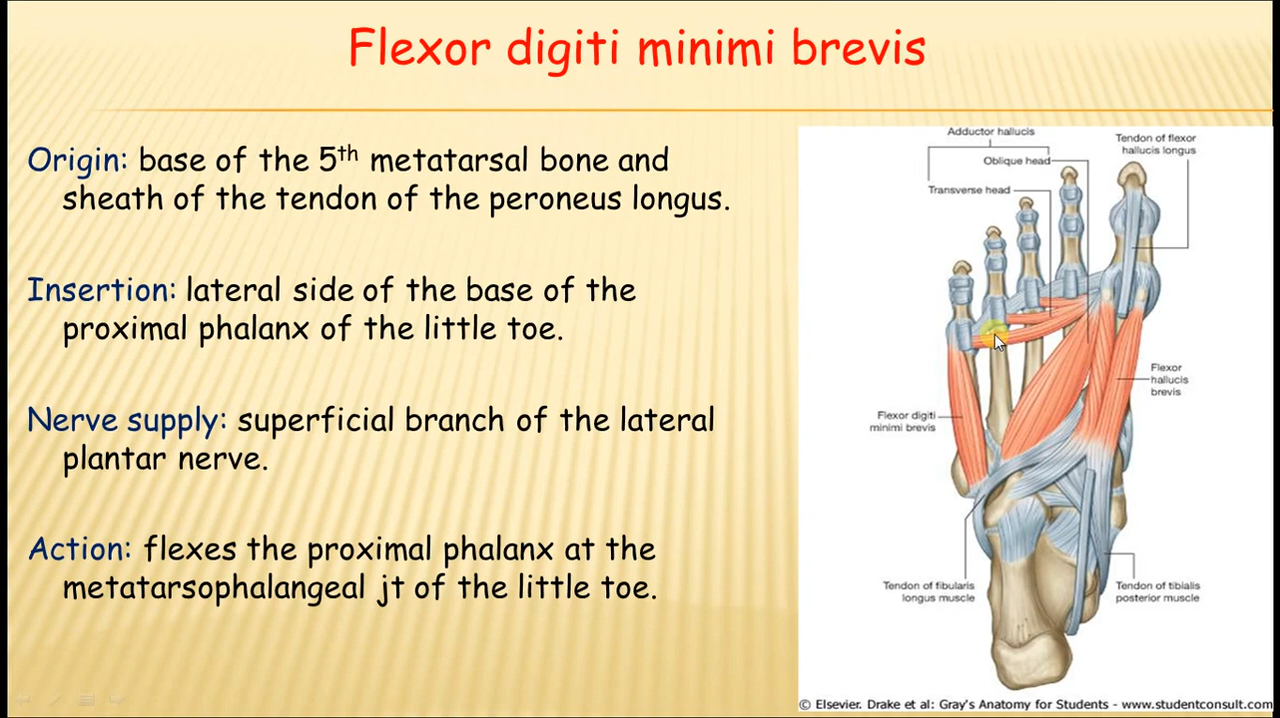 Flexor digiti minimi brevis
Origin: base of the 5th metatarsal bone and
sheath of the tendon of the peroneus longus.
Insertion: lateral side of the base of the
proximal phalanx of the little toe.
Nerve supply: superficial branch of the lateral
plantar nerve.
Action: flexes the proximal phalanx at the
metatarsophalangeal jt of the little toe.
Adductor hallucis
Oblique head
Transverse head
Tendon of flexor
hallucis longus
Flexor
hallucis
brevis
Flexor digiti
minimi brevis
Tendon of fibularis
longus muscle
Tendon of tibialis
posterior muscle
© Elsevier. Drake et al: Gray's Anatomy for Students - www.studentconsult.com